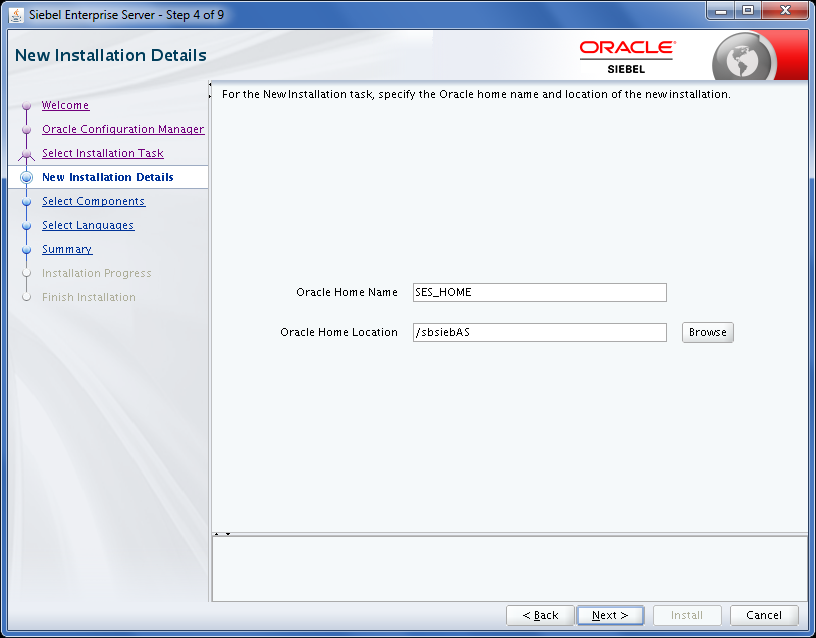 Siebel Enterprise Server - Step 4 of 9
New Installation Details
ORACLE®
SIEBEL
Welcome
Oracle Configuration Manager
Select Installation Task
New Installation Details
Select Components
Select Languages
Summary
Installation Progress
Finish Installation
For the New Installation task, specify the Oracle home name and location of the new installation.
Oracle Home Name SES_HOME
Oracle Home Location /sbsiebAS Browse
< Back Next > Install Cancel